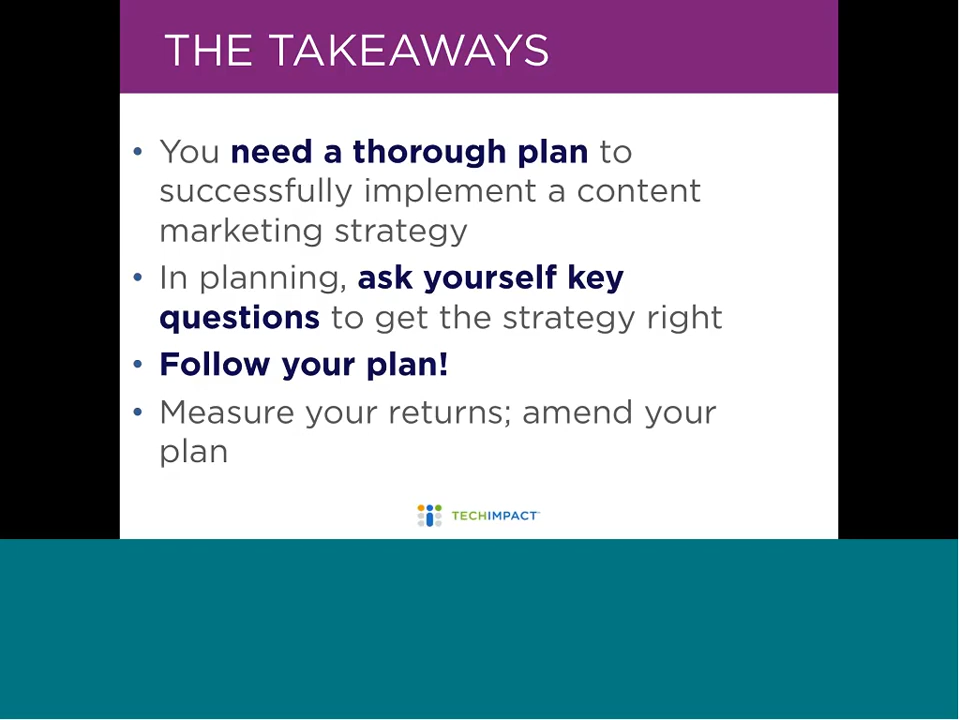 THE TAKEAWAYS
• You need a thorough plan to
successfully implement a content
marketing strategy
• In planning, ask yourself key
questions to get the strategy right
• Follow your plan!
• Measure your returns; amend your
plan
TECHIMPACT™